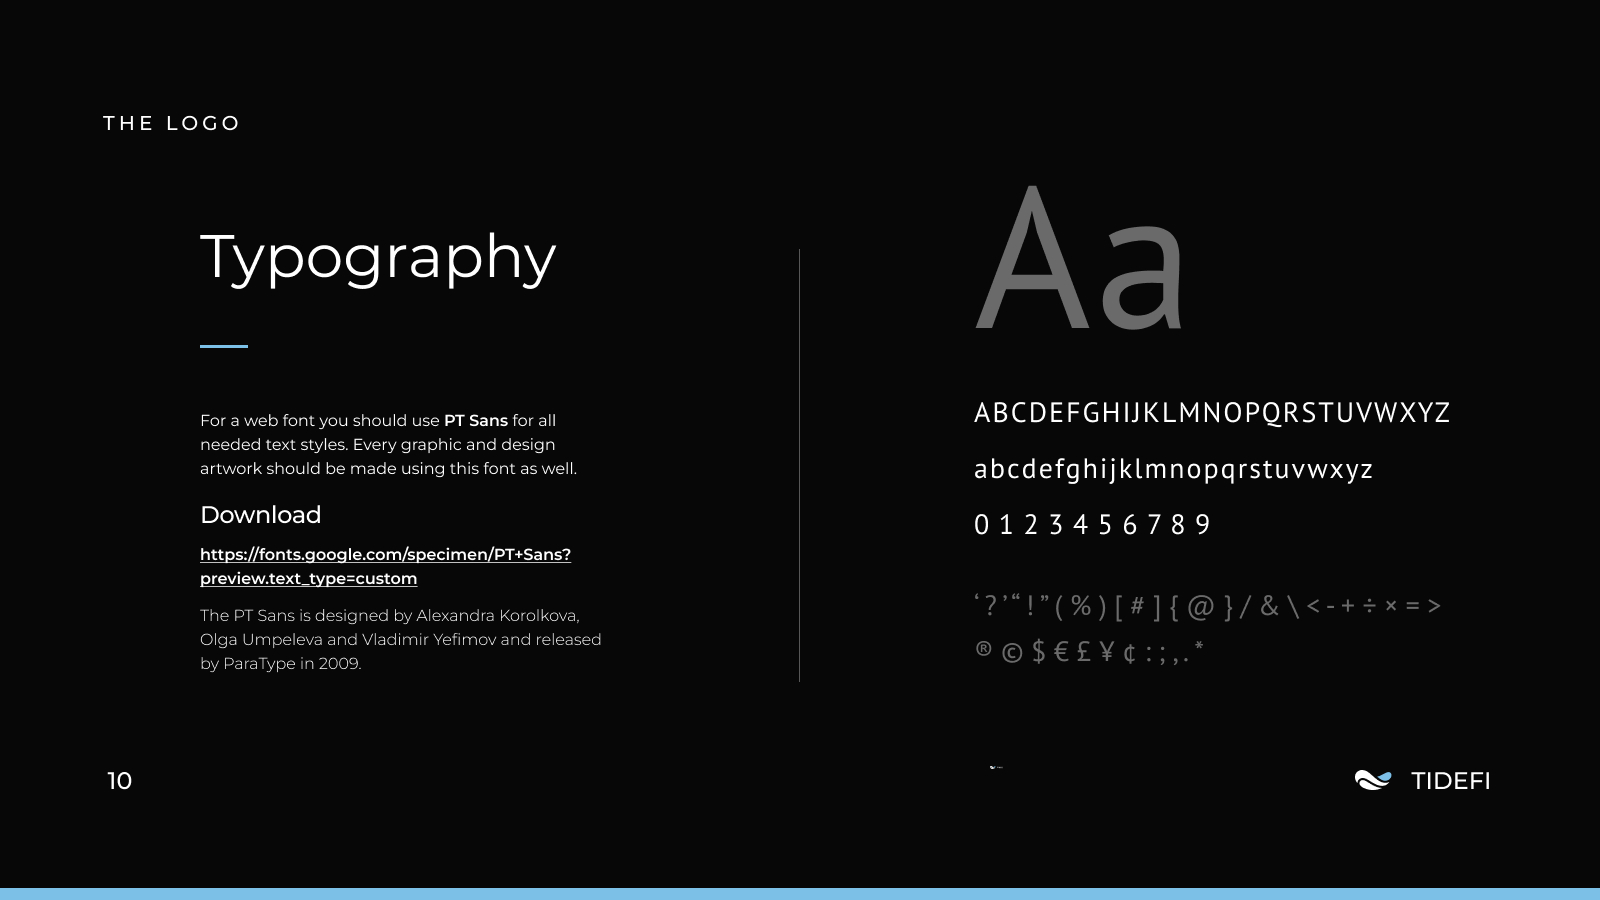 THE LOGO
Typography
For a web font you should use PT Sans for all
needed text styles. Every graphic and design
artwork should be made using this font as well.
Download
https://fonts.google.com/specimen/PT+Sans?
preview.text_type=custom
The PT Sans is designed by Alexandra Korolkova,
Olga Umpeleva and Vladimir Yefimov and released
by ParaType in 2009.
Aa
ABCDEFGHIJKLMNOPQRSTUVWXYZ
abcdefghijklmnopqrstuvwxyz
0 1 2 3 4 5 6 7 8 9
‘ ? ’ “ ! ” ( % ) [ # ] { @ } / & \ < - + ÷ × = >
® © $ € £ ¥ ¢ : ; , . *
10
TIDEFI